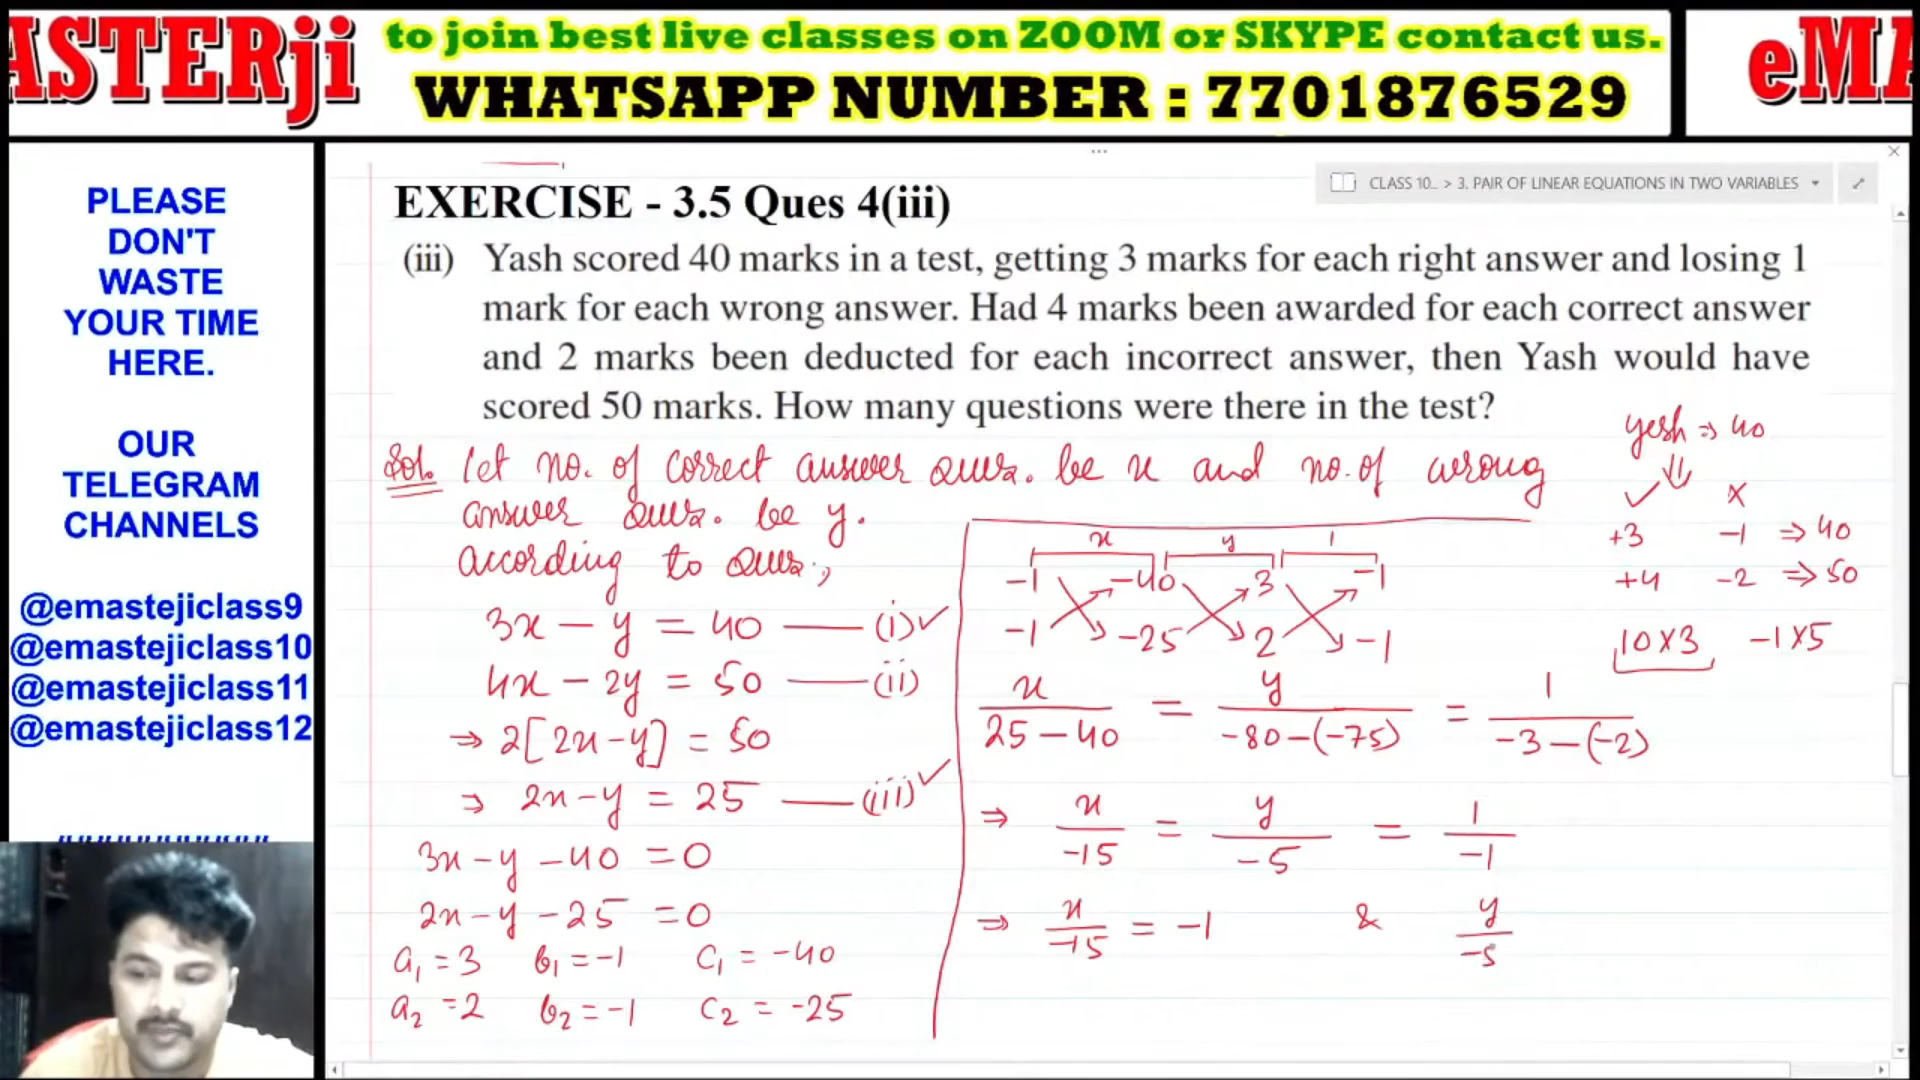 ASTERji
to join best live classes on ZOOM or SKYPE contact us.
WHATSAPP NUMBER : 7701876529
eMA
PLEASE
DON'T
WASTE
YOUR TIME
HERE.
OUR
TELEGRAM
CHANNELS
@emastejiclass9
@emastejiclass10
@emastejiclass11
@emastejiclass12
CLASS 10... > 3. PAIR OF LINEAR EQUATIONS IN TWO VARIABLES
EXERCISE - 3.5 Ques 4(iii)
(iii) Yash scored 40 marks in a test, getting 3 marks for each right answer and losing 1
mark for each wrong answer. Had 4 marks been awarded for each correct answer
and 2 marks been deducted for each incorrect answer, then Yash would have
scored 50 marks. How many questions were there in the test?
Sol. Let no. of correct answer Ques. be x and no. of wrong
answer Ques. be y.
According to Ques.,
3x - y = 40 —— (i) ✓
4x - 2y = 50 —— (ii)
⇒ 2[2x-y] = 50
⇒ 2x-y = 25 —— (iii) ✓
3x-y-40 = 0
2x-y-25 = 0
a₁ = 3 b₁ = -1 c₁ = -40
a₂ = 2 b₂ = -1 c₂ = -25
x y 1
-1 -40 3 -1
-1 -25 2 -1
x/(25-40) = y/(-80-(-75)) = 1/(-3-(-2))
⇒ x/-15 = y/-5 = 1/-1
⇒ x/-15 = -1 & y/-5
yesh ⇒ 40
✓ ×
+3 -1 ⇒ 40
+4 -2 ⇒ 50
10×3 -1×5